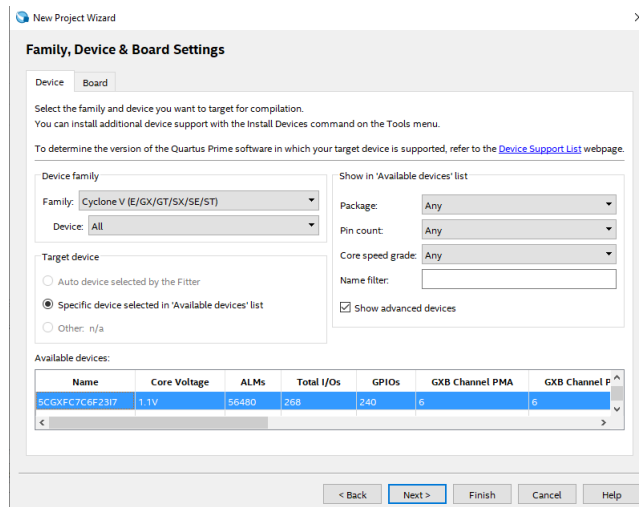 New Project Wizard
Family, Device & Board Settings
Device Board
Select the family and device you want to target for compilation.
You can install additional device support with the Install Devices command on the Tools menu.
To determine the version of the Quartus Prime software in which your target device is supported, refer to the Device Support List webpage.
Device family
Family: Cyclone V (E/GX/GT/SX/SE/ST)
Device: All
Show in 'Available devices' list
Package: Any
Pin count: Any
Core speed grade: Any
Name filter:
Show advanced devices
Target device
Auto device selected by the Fitter
Specific device selected in 'Available devices' list
Other: n/a
Available devices:
Name Core Voltage ALMs Total I/Os GPIOs GXB Channel PMA GXB Channel P
5CGXFC7C6F23I7 1.1V 56480 268 240 6 6
< Back Next > Finish Cancel Help